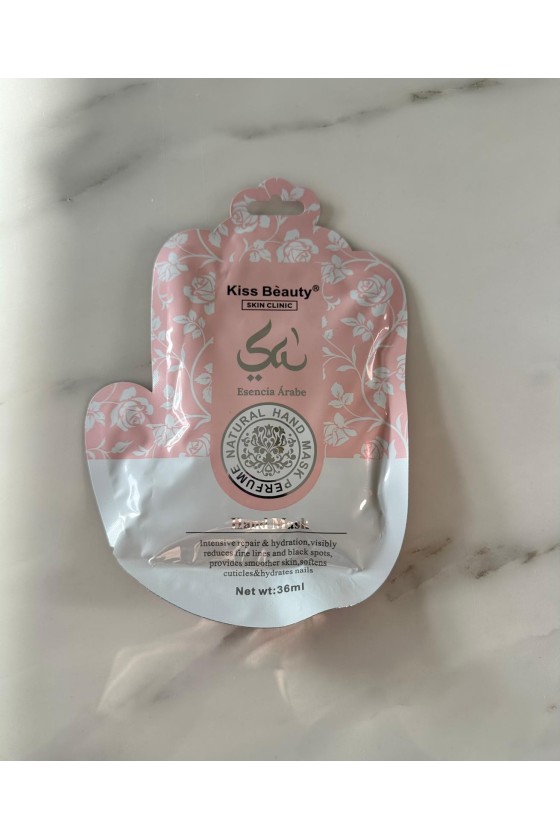 Kiss Bèauty®
SKIN CLINIC
Esencia Árabe
NATURAL HAND MASK PERFUME
Hand Mask
Intensive repair & hydration,visibly
reduces fine lines and black spots,
provines smoother skin,softens
cuticles&hydrates nails
Net wt:36ml